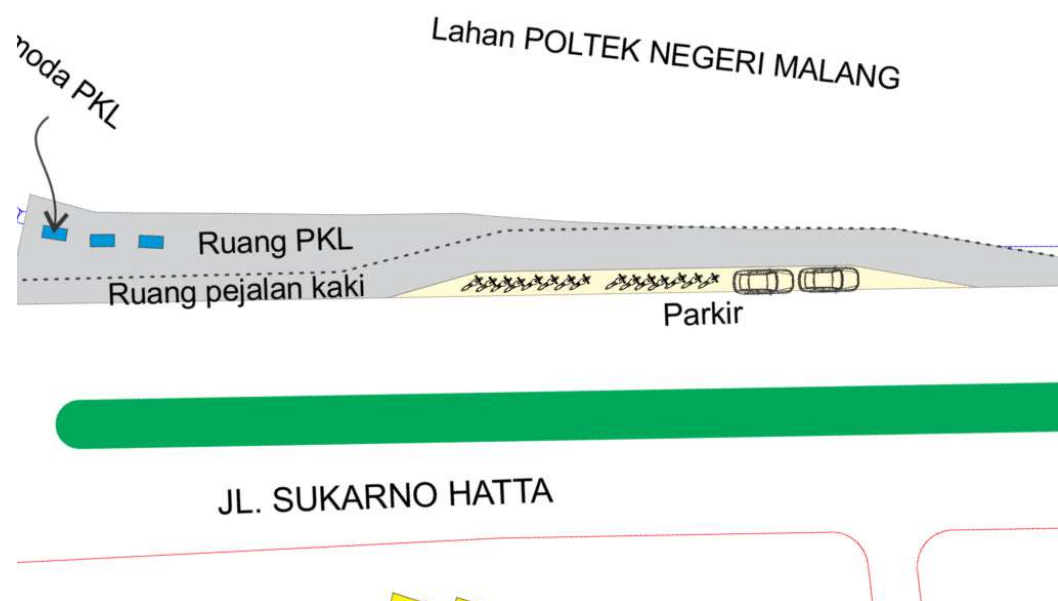 Lahan POLTEK NEGERI MALANG
moda PKL
Ruang PKL
Ruang pejalan kaki
Parkir
JL. SUKARNO HATTA